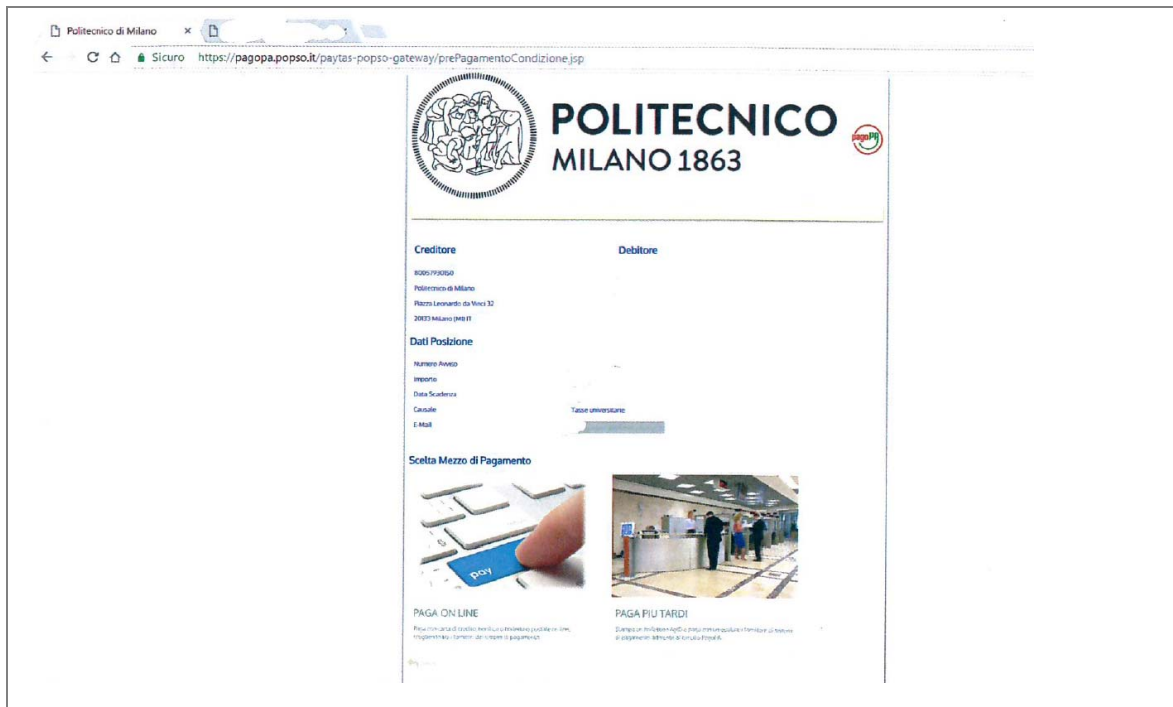 Politecnico di Milano
Sicuro https://pagopa.popso.it/paytas-popso-gateway/prePagamentoCondizione.jsp
POLITECNICO
MILANO 1863
pagoPA
Creditore
Debitore
80057930150
Politecnico di Milano
Piazza Leonardo da Vinci 32
20133 Milano (MI) IT
Dati Posizione
Numero Avviso
Importo
Data Scadenza
Causale
Tasse universitarie
E-Mail
Scelta Mezzo di Pagamento
pay
PAGA ON LINE
PAGA PIU TARDI